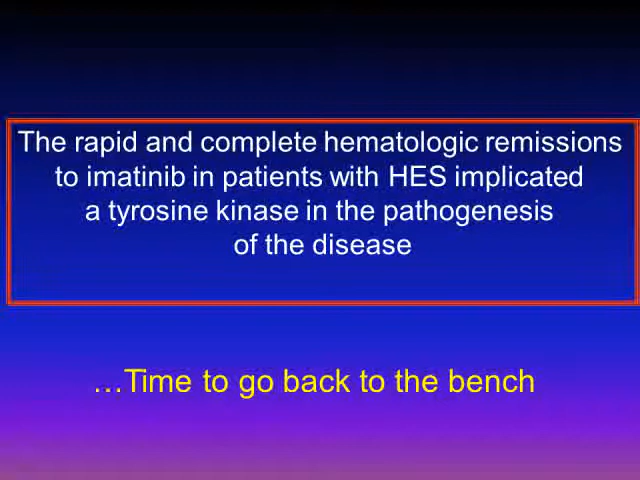 The rapid and complete hematologic remissions
to imatinib in patients with HES implicated
a tyrosine kinase in the pathogenesis
of the disease
…Time to go back to the bench